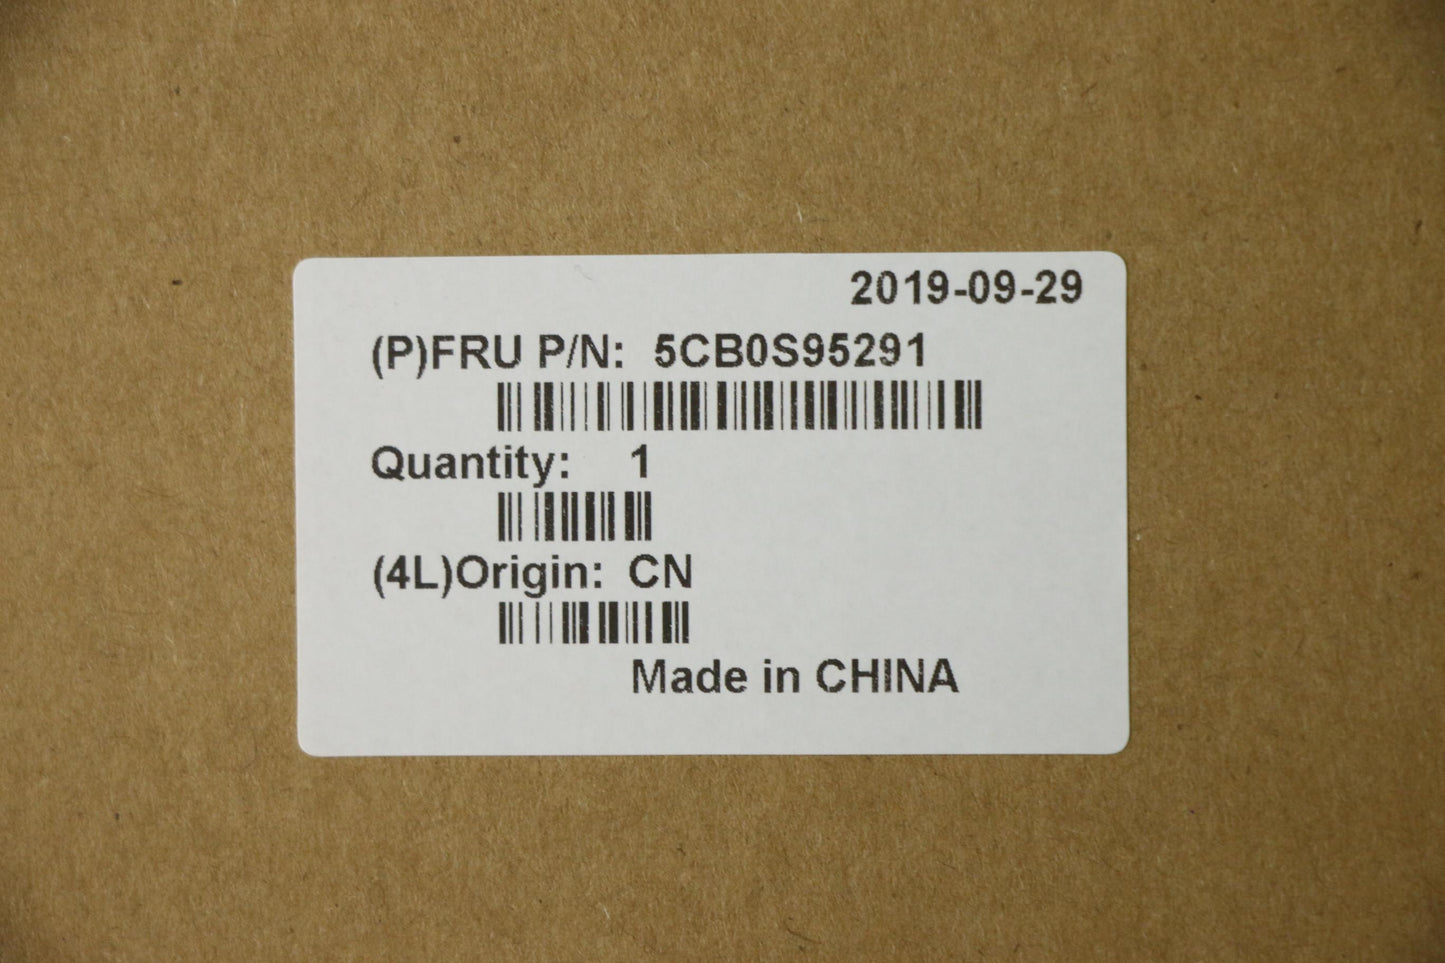 2019-09-29
(P)FRU P/N: 5CB0S95291
Quantity: 1
(4L)Origin: CN
Made in CHINA